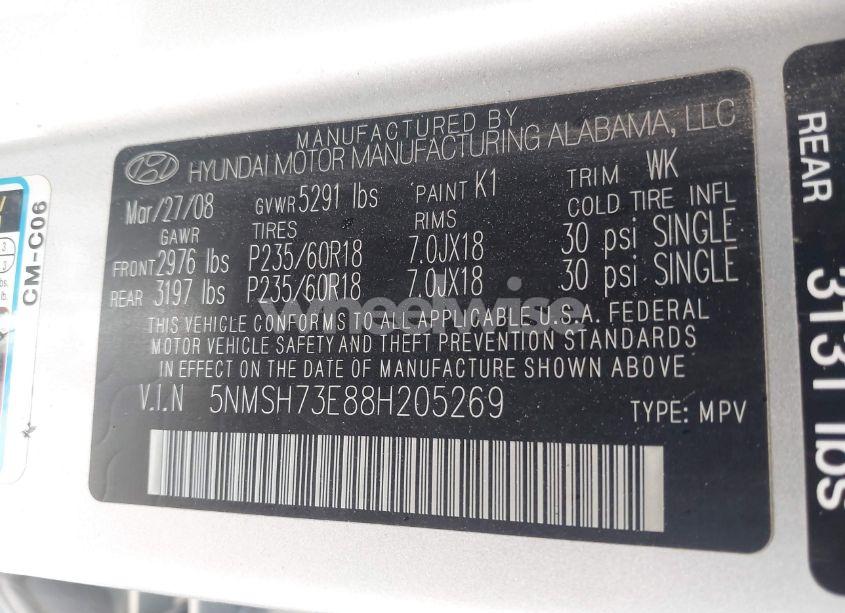 MANUFACTURED BY
HYUNDAI MOTOR MANUFACTURING ALABAMA, LLC
Mar/27/08 GVWR 5291 lbs PAINT K1 TRIM WK
GAWR TIRES RIMS COLD TIRE INFL
FRONT 2976 lbs P235/60R18 7.0JX18 30 psi SINGLE
REAR 3197 lbs P235/60R18 7.0JX18 30 psi SINGLE
THIS VEHICLE CONFORMS TO ALL APPLICABLE U.S.A. FEDERAL
MOTOR VEHICLE SAFETY AND THEFT PREVENTION STANDARDS
IN EFFECT ON THE DATE OF MANUFACTURE SHOWN ABOVE
V.I.N 5NMSH73E88H205269 TYPE: MPV
wheelwise
CM-C06
REAR 3131 lbs